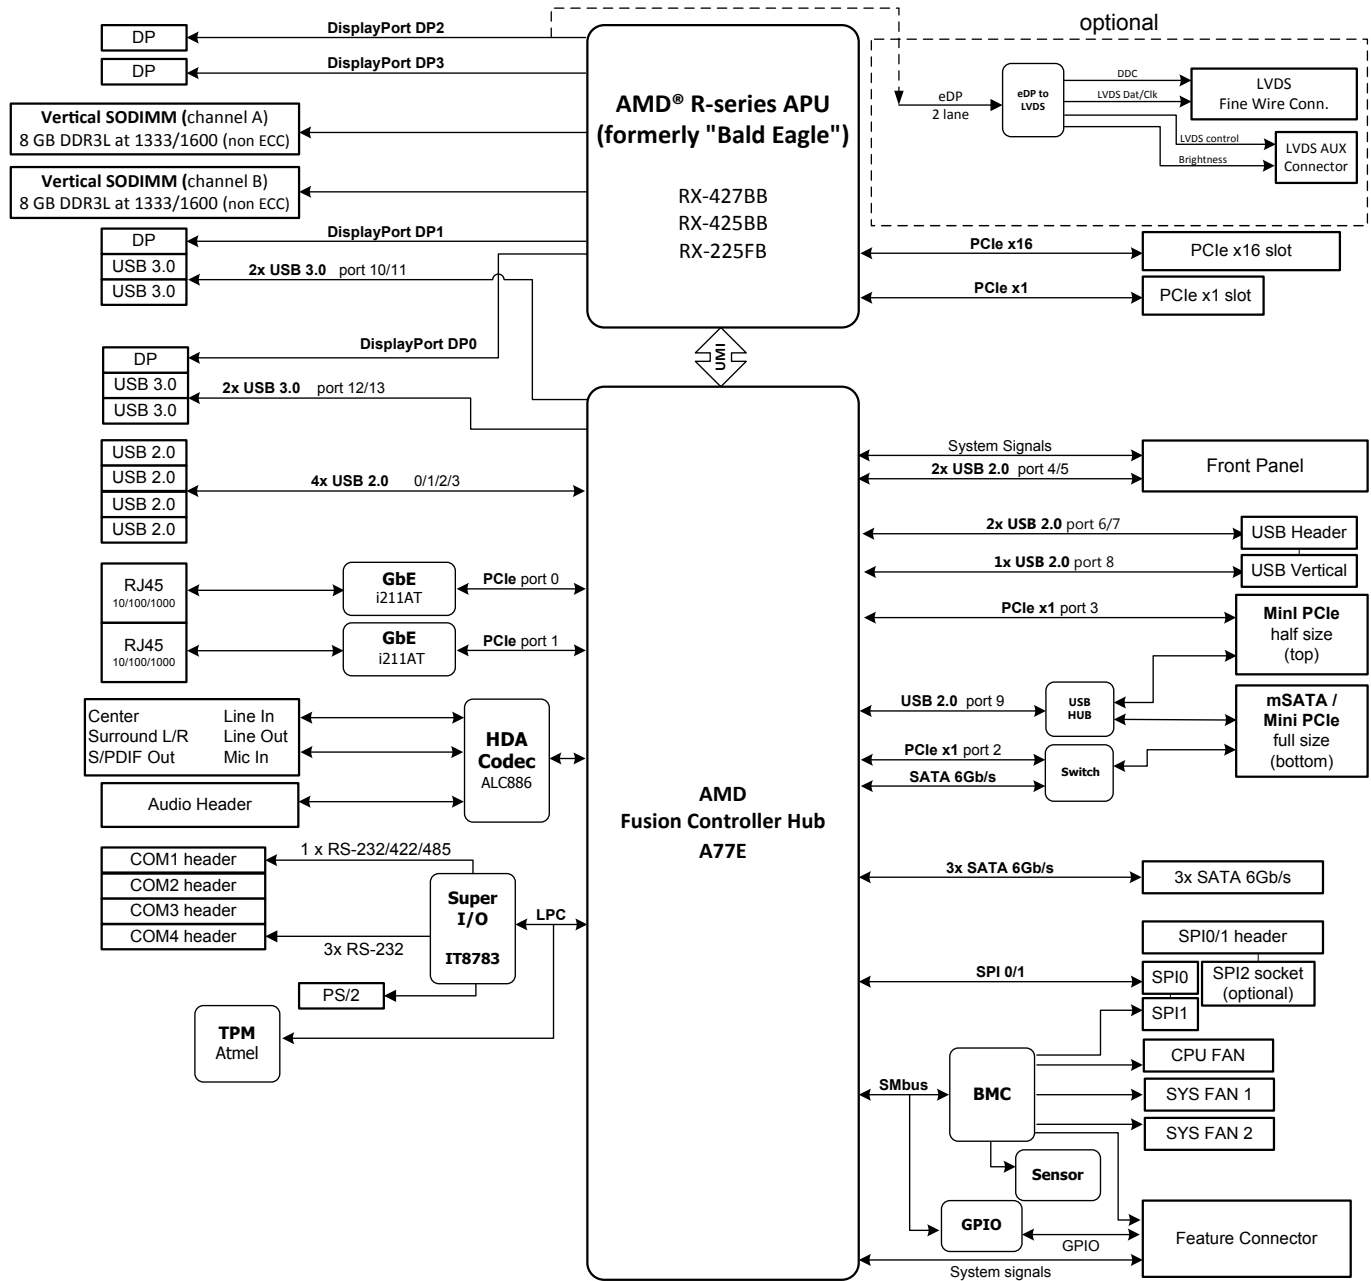 DP
DisplayPort DP2
DP
DisplayPort DP3
Vertical SODIMM (channel A)
8 GB DDR3L at 1333/1600 (non ECC)
Vertical SODIMM (channel B)
8 GB DDR3L at 1333/1600 (non ECC)
DP
DisplayPort DP1
USB 3.0
USB 3.0
2x USB 3.0 port 10/11
DisplayPort DP0
DP
USB 3.0
USB 3.0
2x USB 3.0 port 12/13
USB 2.0
USB 2.0
USB 2.0
USB 2.0
4x USB 2.0 0/1/2/3
RJ45
10/100/1000
GbE
i211AT
PCIe port 0
RJ45
10/100/1000
GbE
i211AT
PCIe port 1
Center Line In
Surround L/R Line Out
S/PDIF Out Mic In
Audio Header
HDA
Codec
ALC886
COM1 header
COM2 header
COM3 header
COM4 header
1 x RS-232/422/485
3x RS-232
Super
I/O
IT8783
LPC
PS/2
TPM
Atmel
AMD® R-series APU
(formerly "Bald Eagle")
RX-427BB
RX-425BB
RX-225FB
UMI
AMD
Fusion Controller Hub
A77E
optional
eDP
2 lane
eDP to
LVDS
DDC
LVDS Dat/Clk
LVDS control
Brightness
LVDS
Fine Wire Conn.
LVDS AUX
Connector
PCIe x16
PCIe x16 slot
PCIe x1
PCIe x1 slot
System Signals
2x USB 2.0 port 4/5
Front Panel
2x USB 2.0 port 6/7
USB Header
1x USB 2.0 port 8
USB Vertical
PCIe x1 port 3
MinI PCIe
half size
(top)
USB 2.0 port 9
USB
HUB
mSATA /
Mini PCIe
full size
(bottom)
PCIe x1 port 2
SATA 6Gb/s
Switch
3x SATA 6Gb/s
3x SATA 6Gb/s
SPI0/1 header
SPI 0/1
SPI0
SPI2 socket
(optional)
SPI1
SMbus
BMC
CPU FAN
SYS FAN 1
SYS FAN 2
Sensor
GPIO
GPIO
Feature Connector
System signals